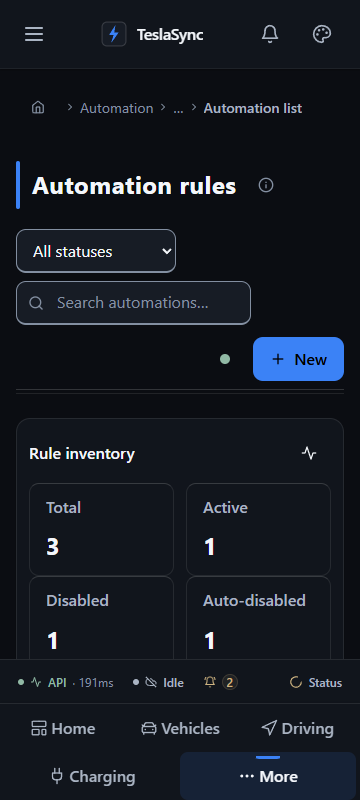 TeslaSync
Automation > ... > Automation list
Automation rules
All statuses
Search automations...
+ New
Rule inventory
Total
Active
3
1
Disabled
Auto-disabled
1
1
API · 191ms
Idle
2
Status
Home
Vehicles
Driving
Charging
More